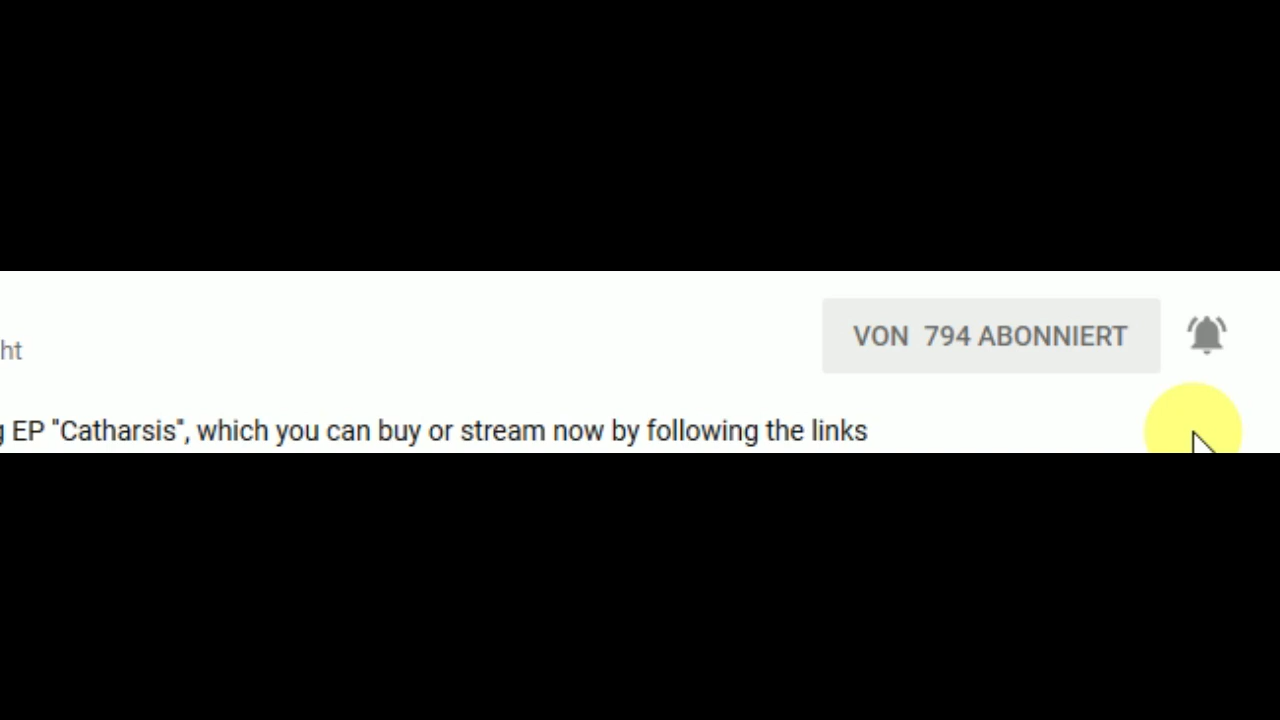 VON 794 ABONNIERT
ht
g EP "Catharsis", which you can buy or stream now by following the links